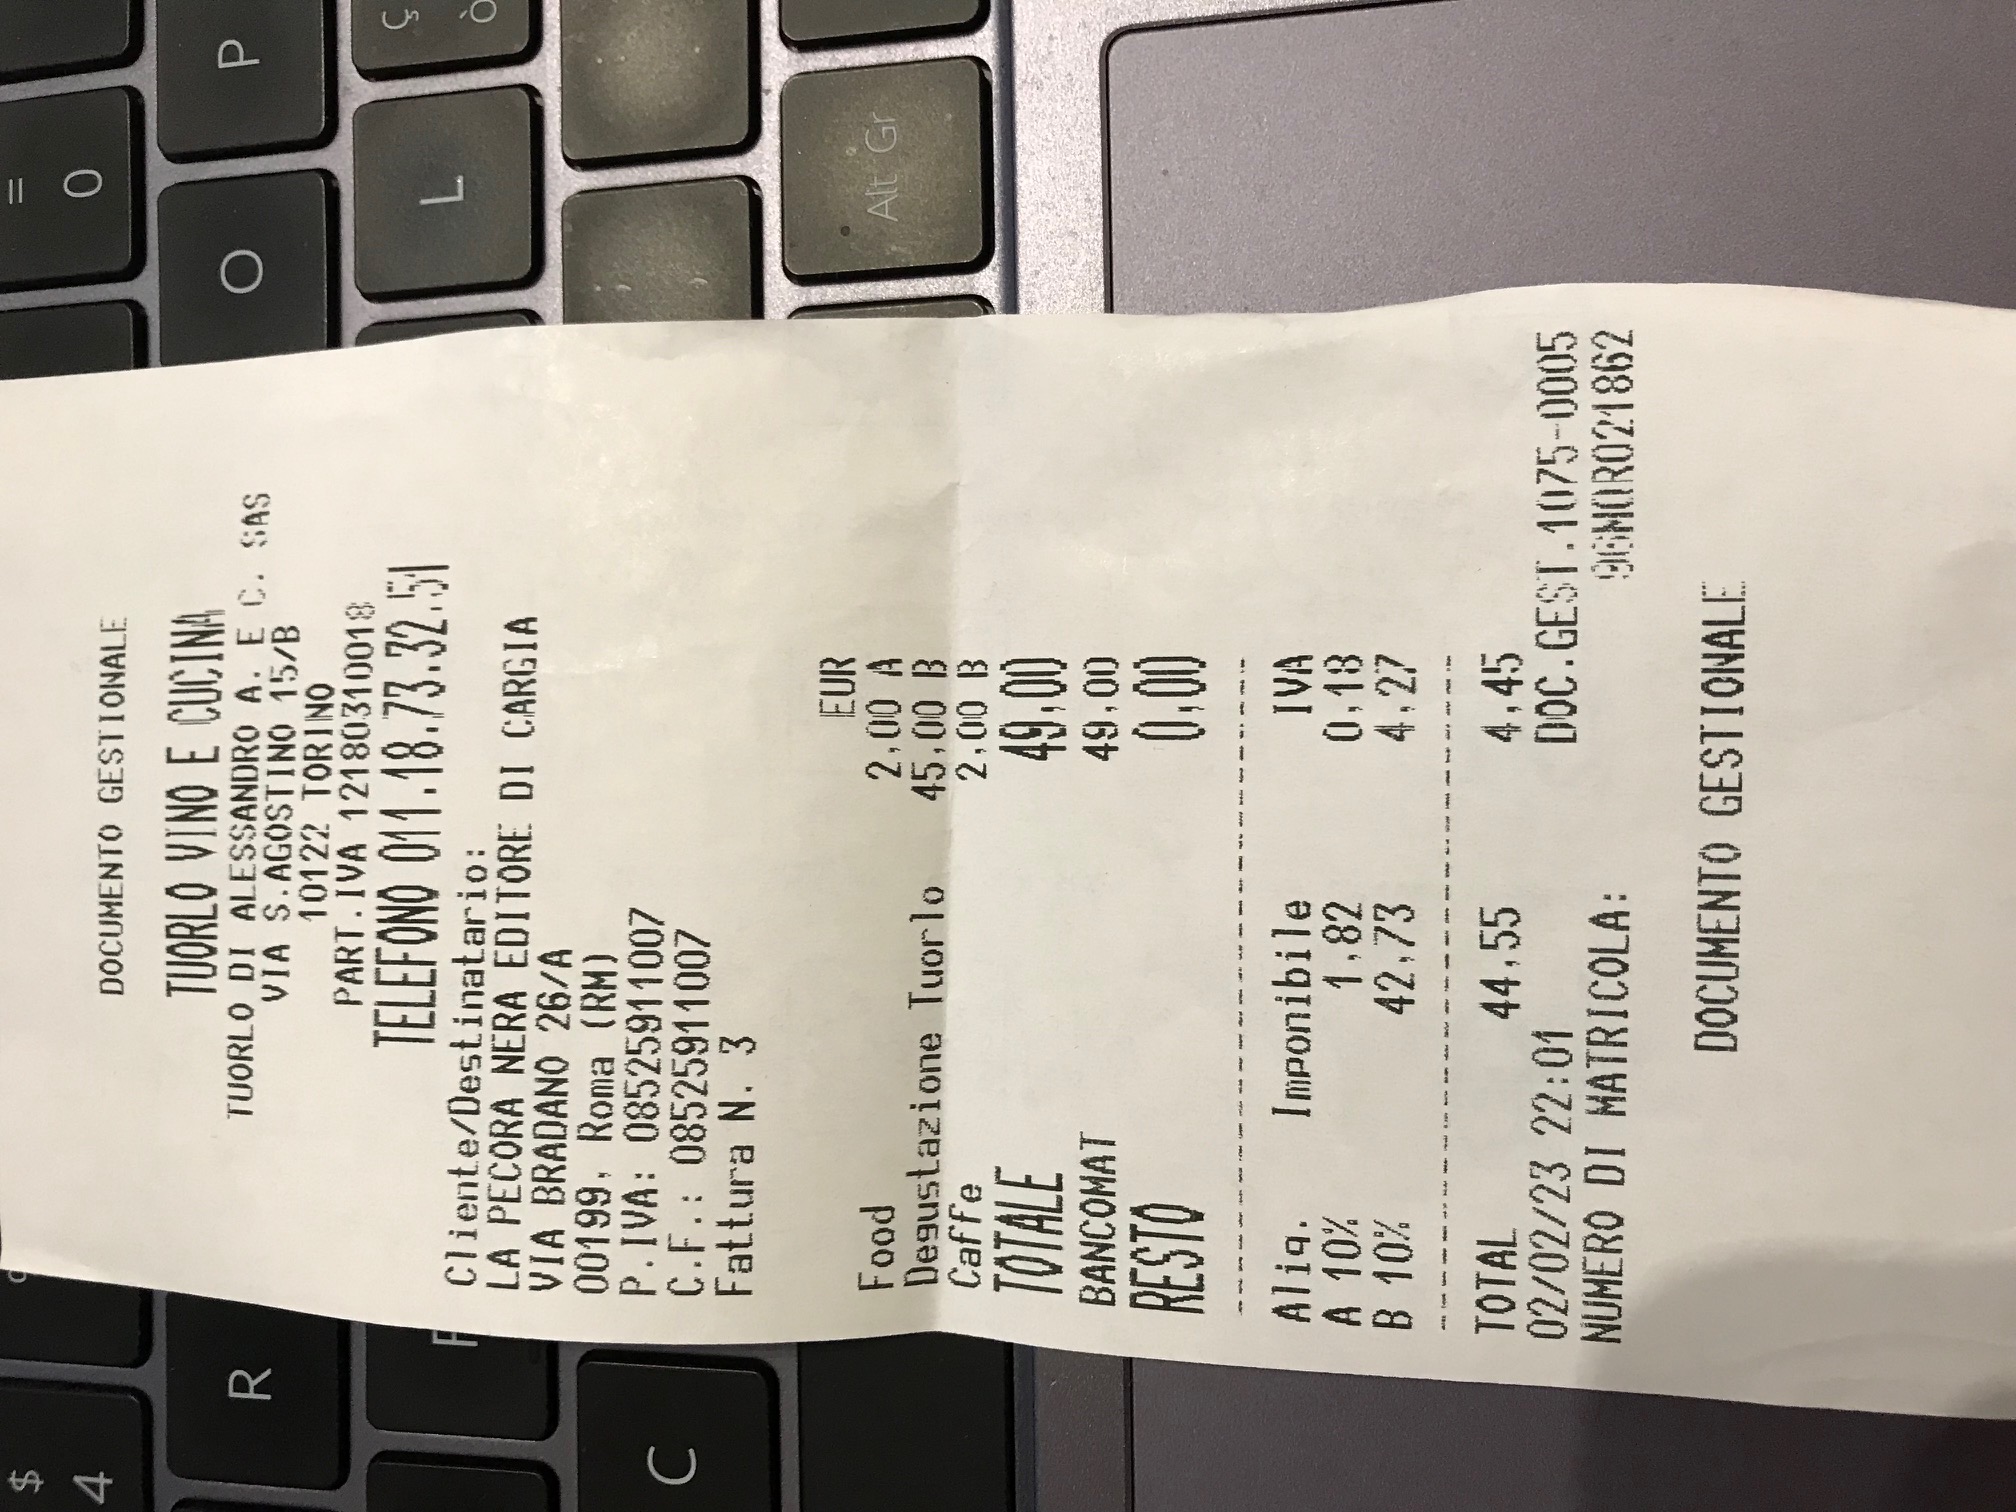 DOCUMENTO GESTIONALE
TUORLO VINO E CUCINA
TUORLO DI ALESSANDRO A. E C. SAS
VIA S.AGOSTINO 15/B
10122 TORINO
PART.IVA 12180310018
TELEFONO 011.18.73.32.51
Cliente/Destinatario:
LA PECORA NERA EDITORE DI CARGIA
VIA BRADANO 26/A
00199, Roma (RM)
P.IVA: 08525911007
C.F.: 08525911007
Fattura N. 3
EUR
Food 2,00 A
Degustazione Tuorlo 45,00 B
Caffe 2,00 B
TOTALE 49,00
BANCOMAT 49,00
RESTO 0,00
Aliq. Imponibile IVA
A 10% 1,82 0,18
B 10% 42,73 4,27
TOTAL 44,55 4,45
02/02/23 22:01 DOC.GEST.1075-0005
NUMERO DI MATRICOLA: 96MOR021862
DOCUMENTO GESTIONALE
=
0
P
ç
ò
O
L
Alt Gr
$
4
R
C